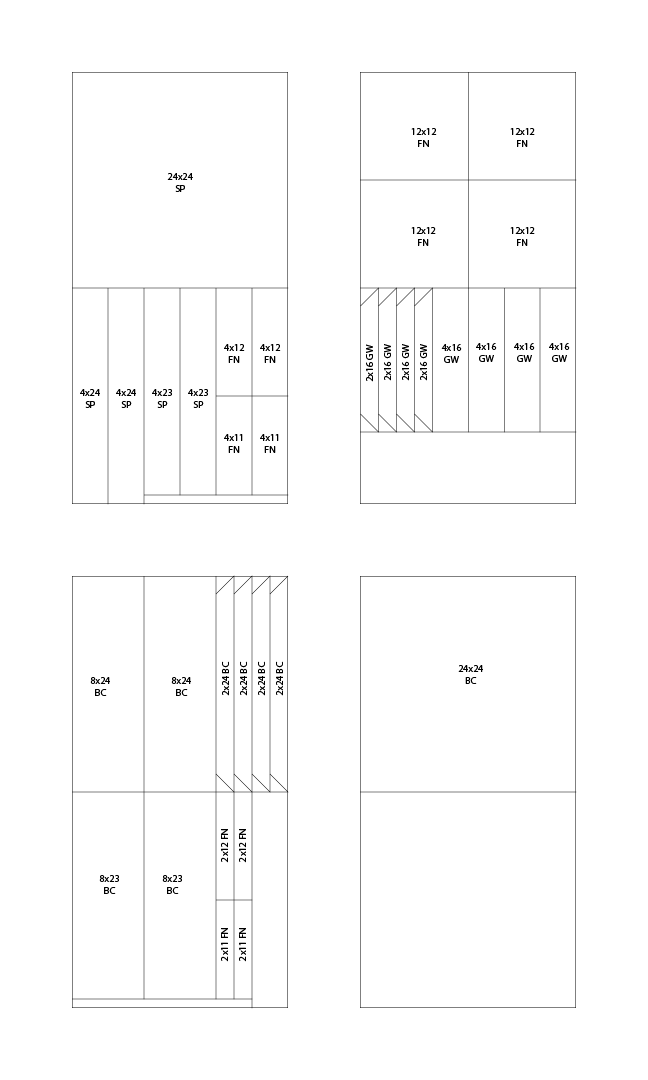 24x24
SP
4x24
SP
4x24
SP
4x23
SP
4x23
SP
4x12
FN
4x12
FN
4x11
FN
4x11
FN
12x12
FN
12x12
FN
12x12
FN
12x12
FN
2x16 GW
2x16 GW
2x16 GW
2x16 GW
4x16
GW
4x16
GW
4x16
GW
4x16
GW
8x24
BC
8x24
BC
2x24 BC
2x24 BC
2x24 BC
2x24 BC
8x23
BC
8x23
BC
2x12 FN
2x12 FN
2x11 FN
2x11 FN
24x24
BC